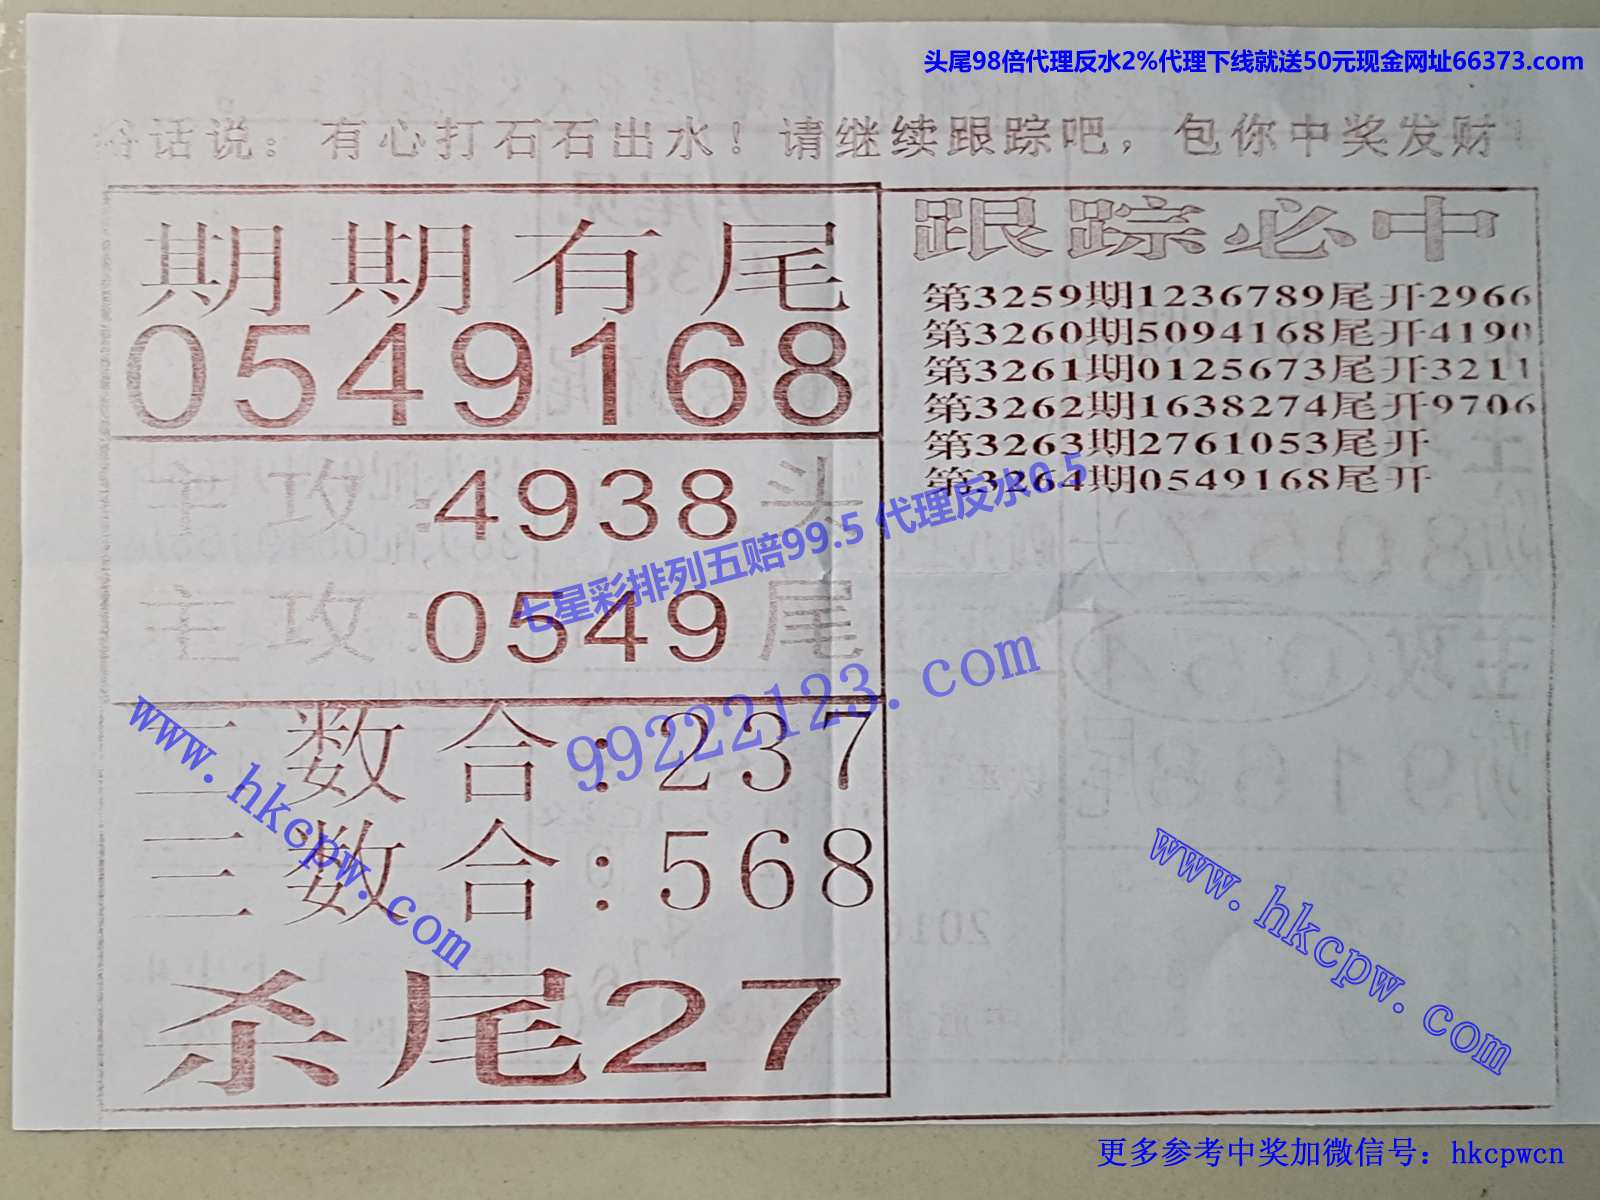 头尾98倍代理反水2%代理下线就送50元现金网址66373.com
俗话说：有心打石石出水！请继续跟踪吧，包你中奖发财！
期期有尾
0549168
主攻:4938头
主攻:0549尾
二数合:237
三数合:568
杀尾27
跟踪必中
第3259期1236789尾开2966
第3260期5094168尾开4190
第3261期0125673尾开3211
第3262期1638274尾开9706
第3263期2761053尾开
第3264期0549168尾开
七星彩排列五赔99.5 代理反水0.5
99222123.com
www.hkcpw.com
www.hkcpw.com
更多参考中奖加微信号：hkcpwcn